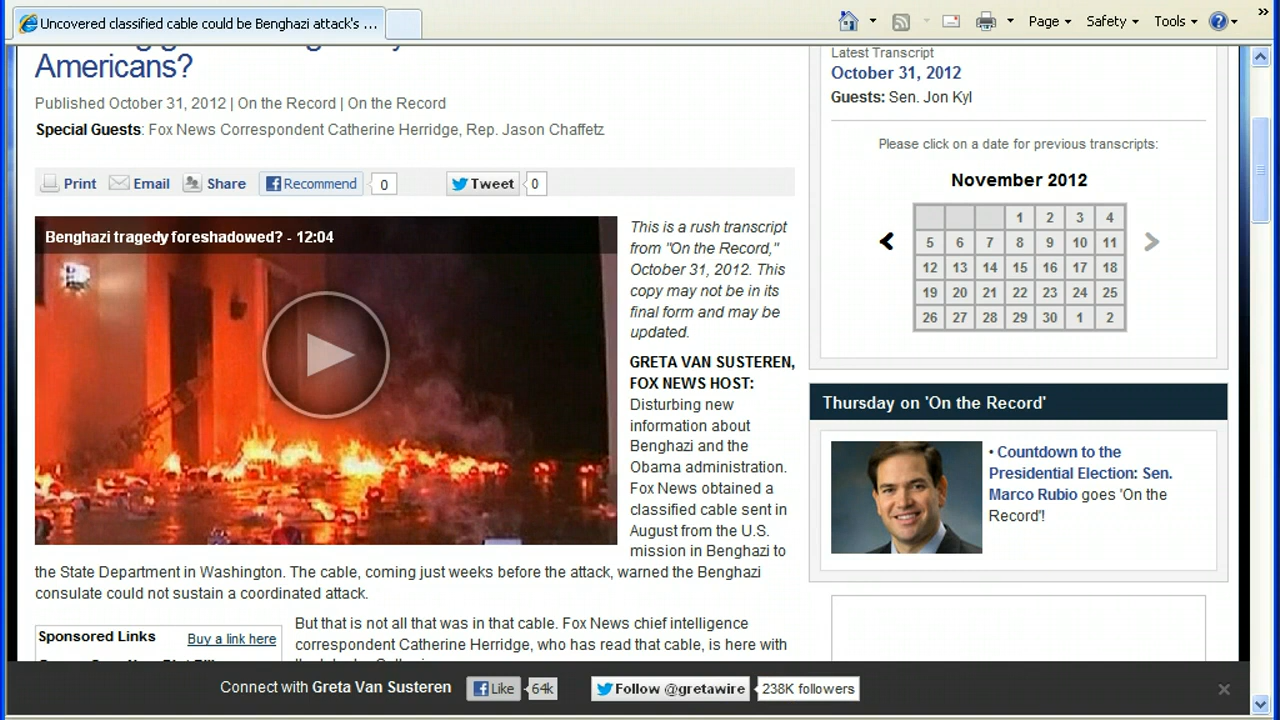 Uncovered classified cable could be Benghazi attack's ...
Page
Safety
Tools
Americans?
Published October 31, 2012 | On the Record | On the Record
Special Guests: Fox News Correspondent Catherine Herridge, Rep. Jason Chaffetz
Print Email Share Recommend 0 Tweet 0
Benghazi tragedy foreshadowed? - 12:04
This is a rush transcript
from "On the Record,"
October 31, 2012. This
copy may not be in its
final form and may be
updated.
GRETA VAN SUSTEREN,
FOX NEWS HOST:
Disturbing new
information about
Benghazi and the
Obama administration.
Fox News obtained a
classified cable sent in
August from the U.S.
mission in Benghazi to
the State Department in Washington. The cable, coming just weeks before the attack, warned the Benghazi
consulate could not sustain a coordinated attack.
Sponsored Links Buy a link here
But that is not all that was in that cable. Fox News chief intelligence
correspondent Catherine Herridge, who has read that cable, is here with
Latest Transcript
October 31, 2012
Guests: Sen. Jon Kyl
Please click on a date for previous transcripts:
November 2012
1 2 3 4
5 6 7 8 9 10 11
12 13 14 15 16 17 18
19 20 21 22 23 24 25
26 27 28 29 30 1 2
Thursday on 'On the Record'
• Countdown to the
Presidential Election: Sen.
Marco Rubio goes 'On the
Record'!
Connect with Greta Van Susteren Like 64k Follow @gretawire 238K followers